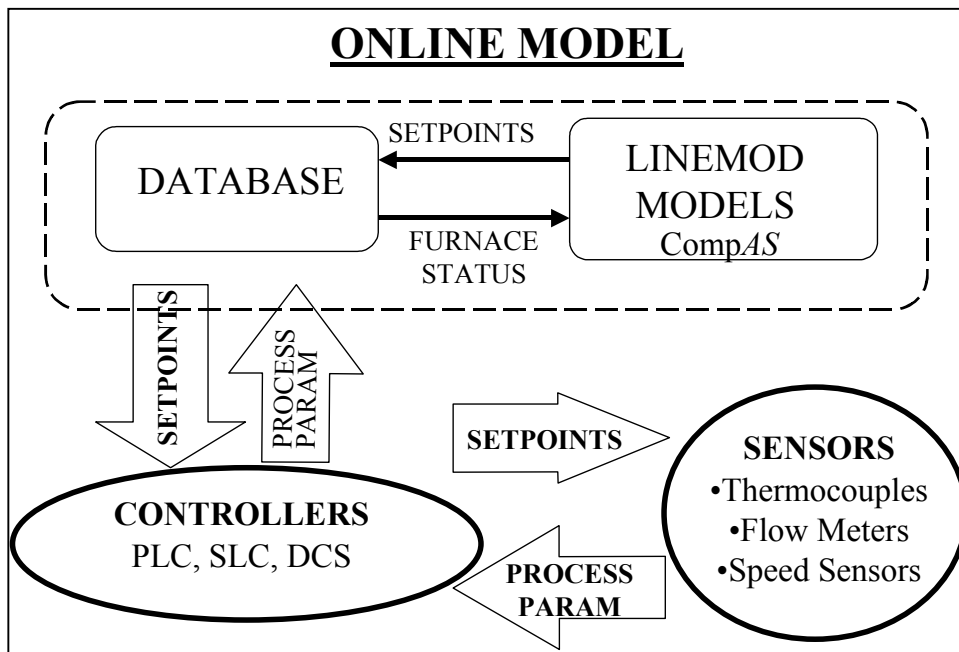 ONLINE MODEL
SETPOINTS
DATABASE
LINEMOD
MODELS
CompAS
FURNACE
STATUS
SETPOINTS
PROCESS
PARAM
SETPOINTS
SENSORS
•Thermocouples
•Flow Meters
•Speed Sensors
CONTROLLERS
PLC, SLC, DCS
PROCESS
PARAM